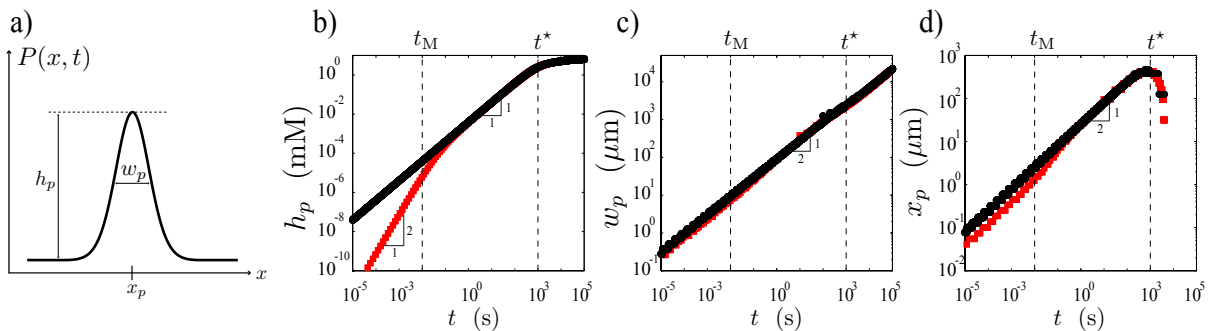 a)
P(x, t)
h_p
w_p
x
x_p
b)
t_M
t⋆
10^0
10^-2
10^-4
10^-6
10^-8
10^-10
h_p (mM)
1
1
2
1
10^-5
10^-3
10^0
10^3
10^5
t (s)
c)
t_M
t⋆
10^4
10^3
10^2
10^1
10^0
10^-1
w_p (μm)
1
2
10^-5
10^-3
10^0
10^3
10^5
t (s)
d)
t_M
t⋆
10^3
10^2
10^1
10^0
10^-1
10^-2
x_p (μm)
1
2
10^-5
10^-3
10^0
10^3
10^5
t (s)